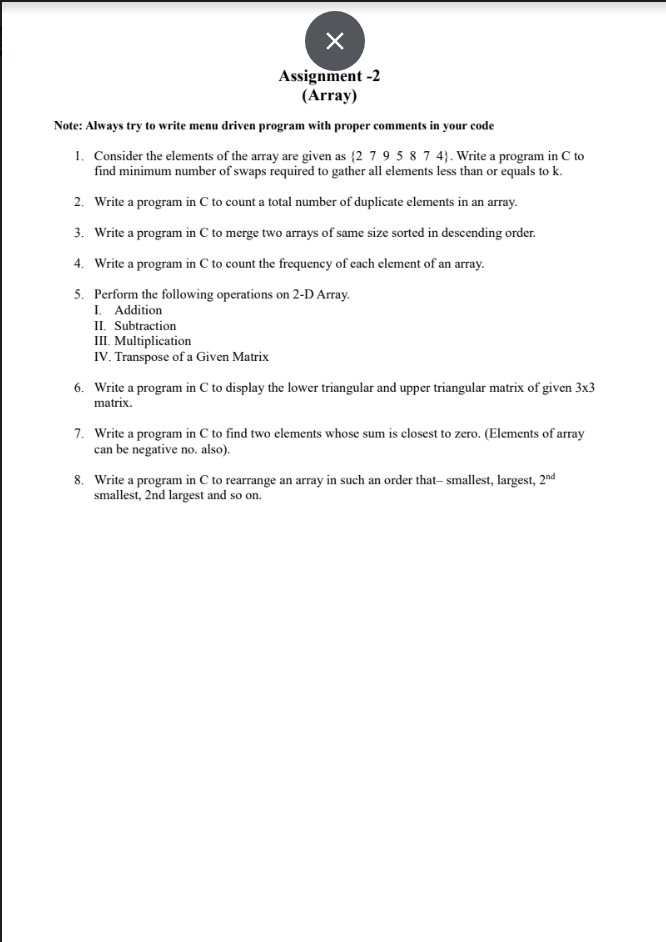 Assignment -2
(Array)
Note: Always try to write menu driven program with proper comments in your code
1. Consider the elements of the array are given as {2 7 9 5 8 7 4}. Write a program in C to
find minimum number of swaps required to gather all elements less than or equals to k.
2. Write a program in C to count a total number of duplicate elements in an array.
3. Write a program in C to merge two arrays of same size sorted in descending order.
4. Write a program in C to count the frequency of each element of an array.
5. Perform the following operations on 2-D Array.
I. Addition
II. Subtraction
III. Multiplication
IV. Transpose of a Given Matrix
6. Write a program in C to display the lower triangular and upper triangular matrix of given 3x3
matrix.
7. Write a program in C to find two elements whose sum is closest to zero. (Elements of array
can be negative no. also).
8. Write a program in C to rearrange an array in such an order that– smallest, largest, 2nd
smallest, 2nd largest and so on.